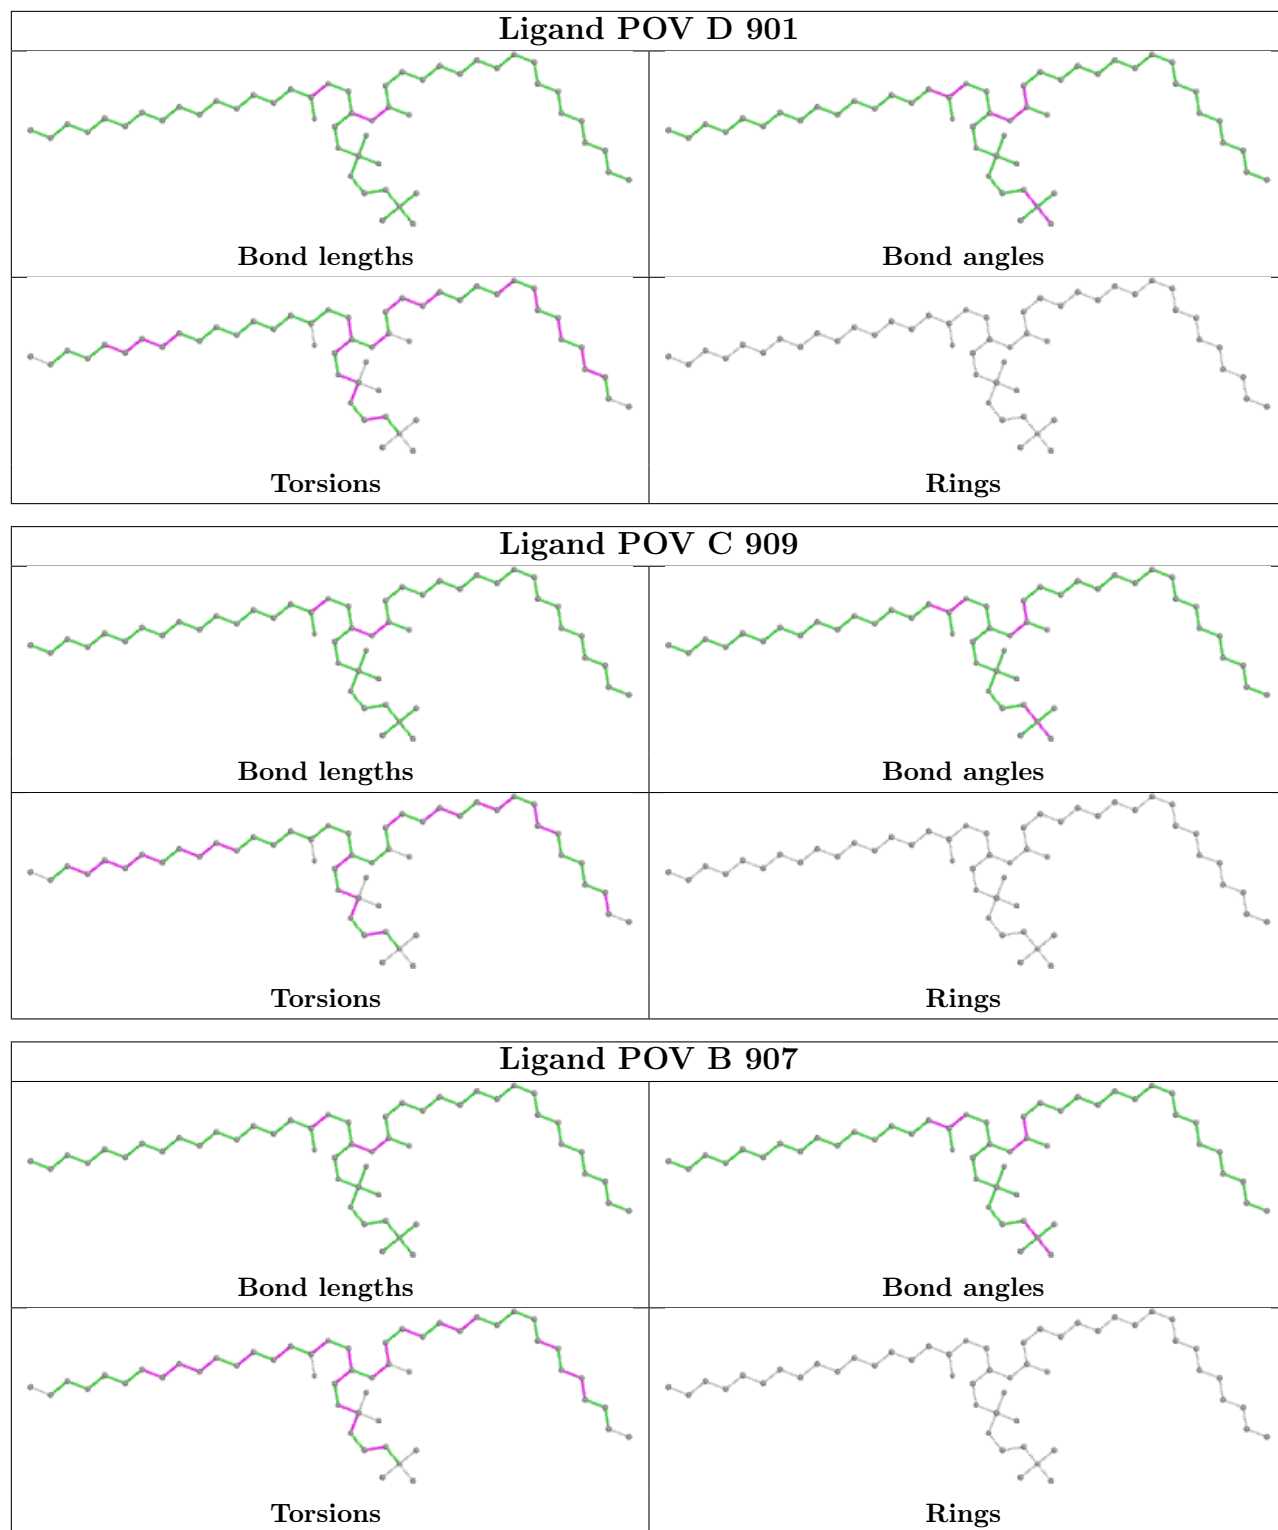 Ligand POV D 901
Bond lengths
Bond angles
Torsions
Rings
Ligand POV C 909
Bond lengths
Bond angles
Torsions
Rings
Ligand POV B 907
Bond lengths
Bond angles
Torsions
Rings